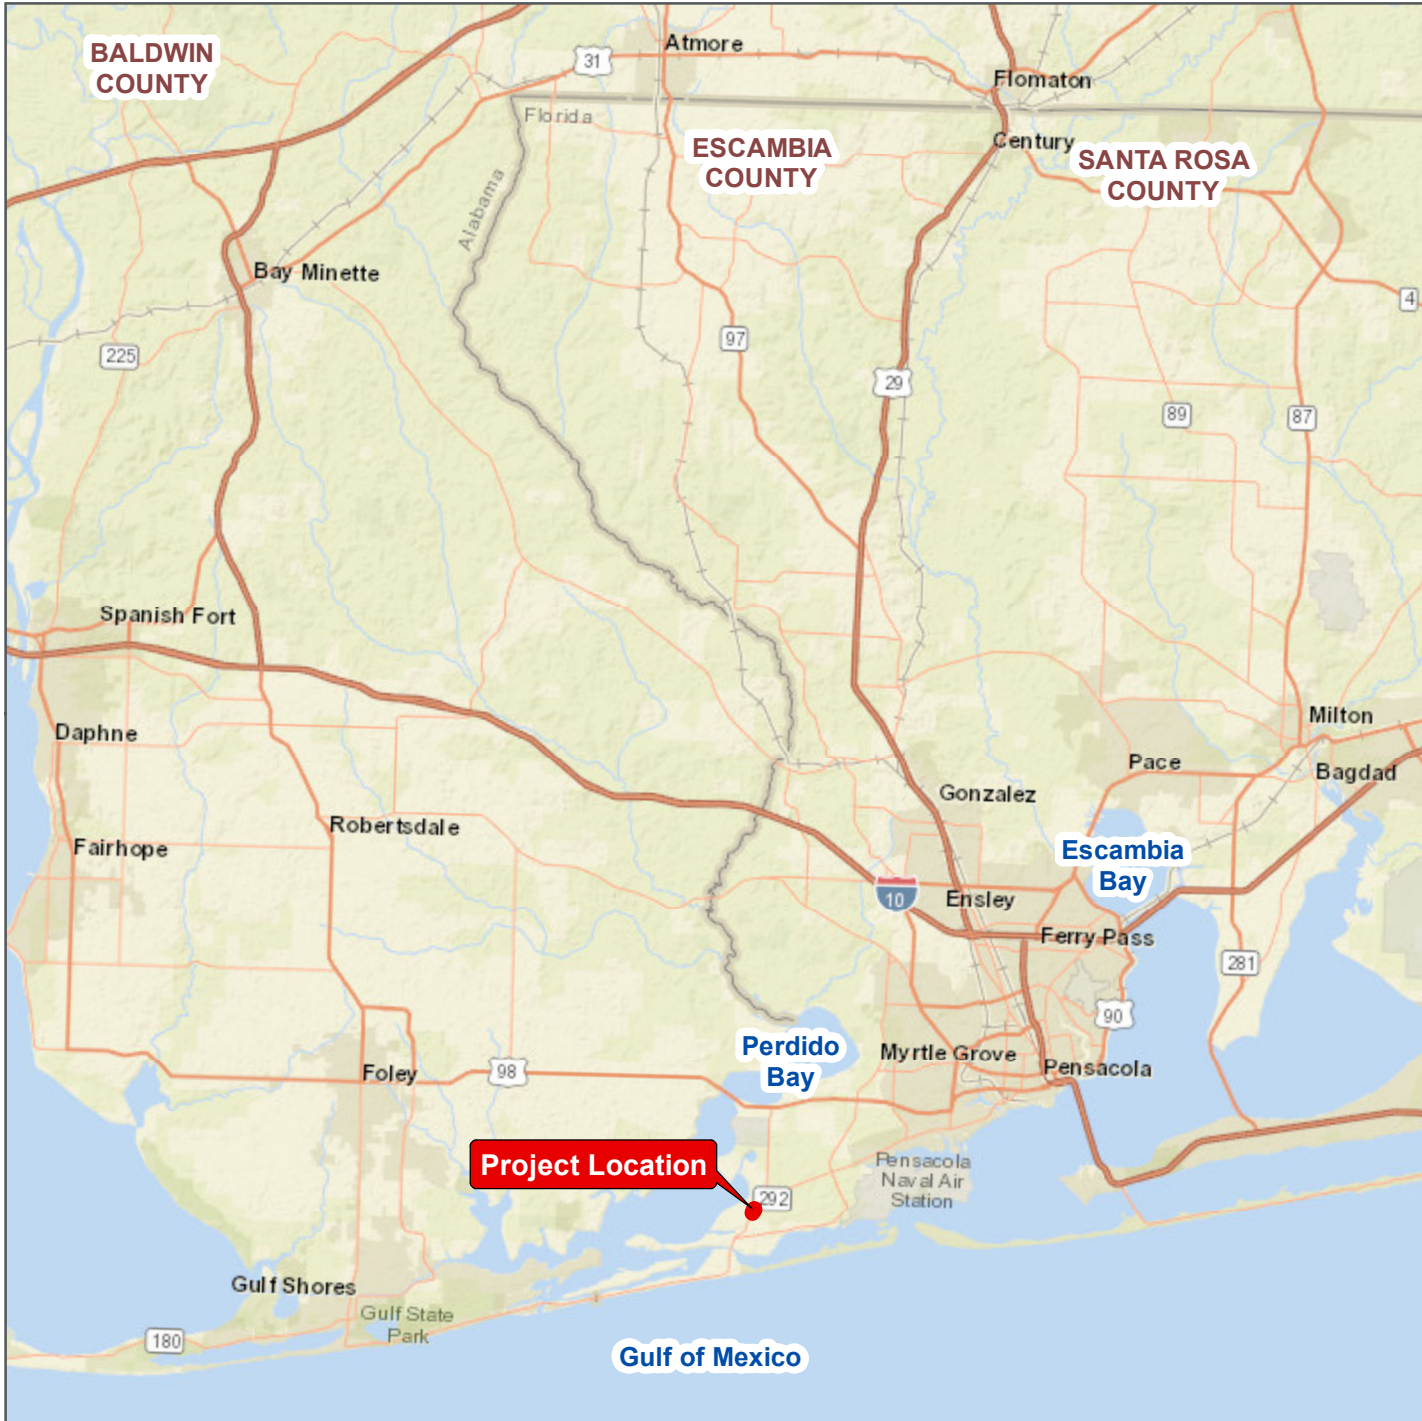 BALDWIN
COUNTY
31
Atmore
Flomaton
Florida
Century
ESCAMBIA
COUNTY
SANTA ROSA
COUNTY
Alabama
Bay Minette
4
97
225
29
89
87
Spanish Fort
Milton
Daphne
Pace
Bagdad
Gonzalez
Robertsdale
Fairhope
Escambia
Bay
10
Ensley
Ferry Pass
281
90
Perdido
Bay
Myrtle Grove
Pensacola
Foley
98
Project Location
Pensacola
Naval Air
Station
292
Gulf Shores
Gulf State
Park
180
Gulf of Mexico